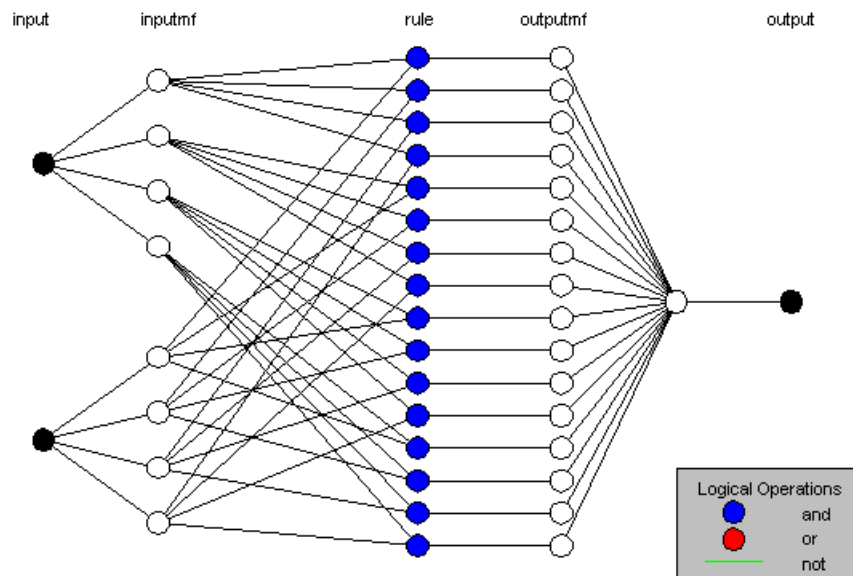 input
inputmf
rule
outputmf
output
Logical Operations
and
or
not